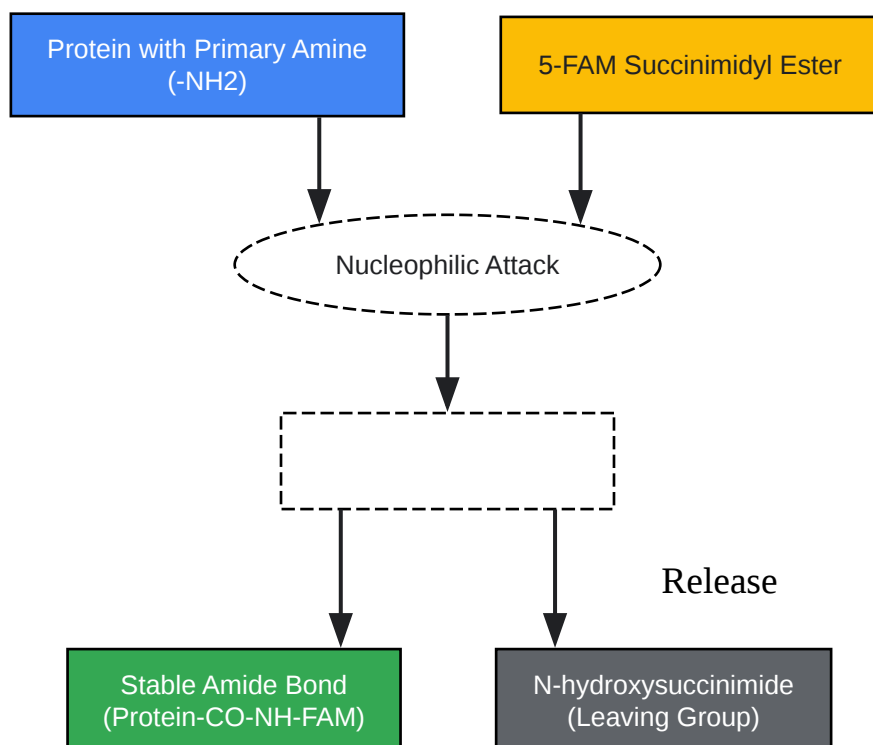 Protein with Primary Amine
(-NH2)
5-FAM Succinimidyl Ester
Nucleophilic Attack
Release
Stable Amide Bond
(Protein-CO-NH-FAM)
N-hydroxysuccinimide
(Leaving Group)